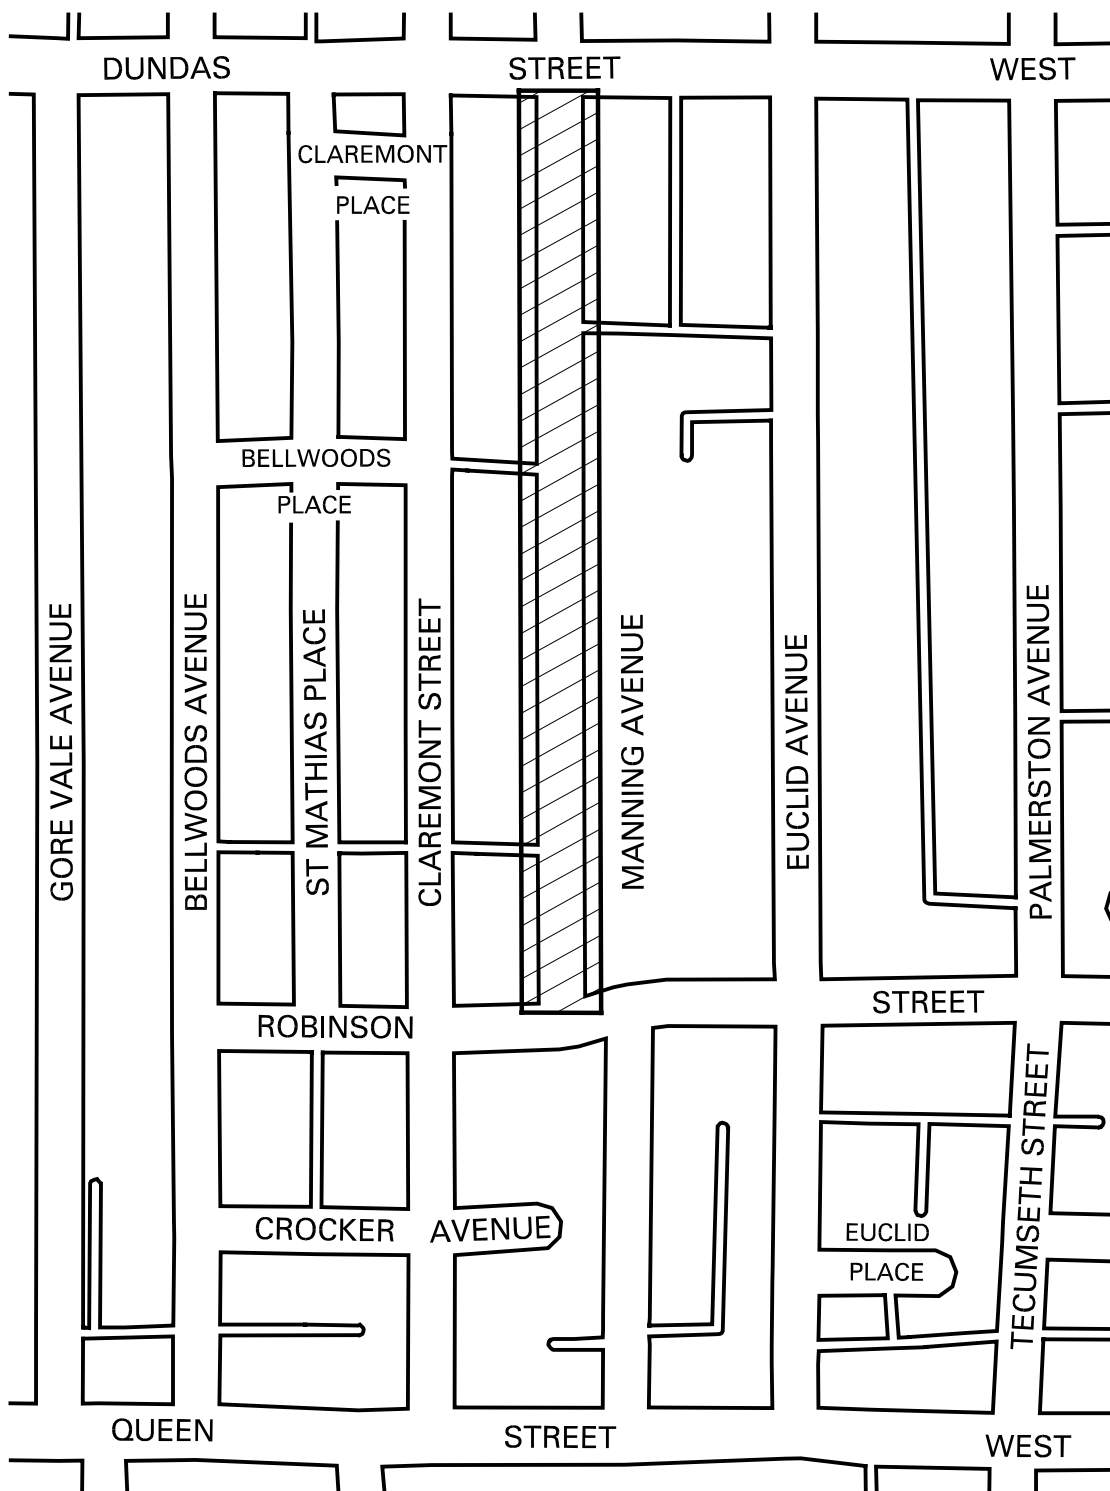 DUNDAS STREET WEST
CLAREMONT
PLACE
BELLWOODS
PLACE
GORE VALE AVENUE
BELLWOODS AVENUE
ST MATHIAS PLACE
CLAREMONT STREET
MANNING AVENUE
EUCLID AVENUE
PALMERSTON AVENUE
ROBINSON STREET
TECUMSETH STREET
CROCKER AVENUE
EUCLID
PLACE
QUEEN STREET WEST